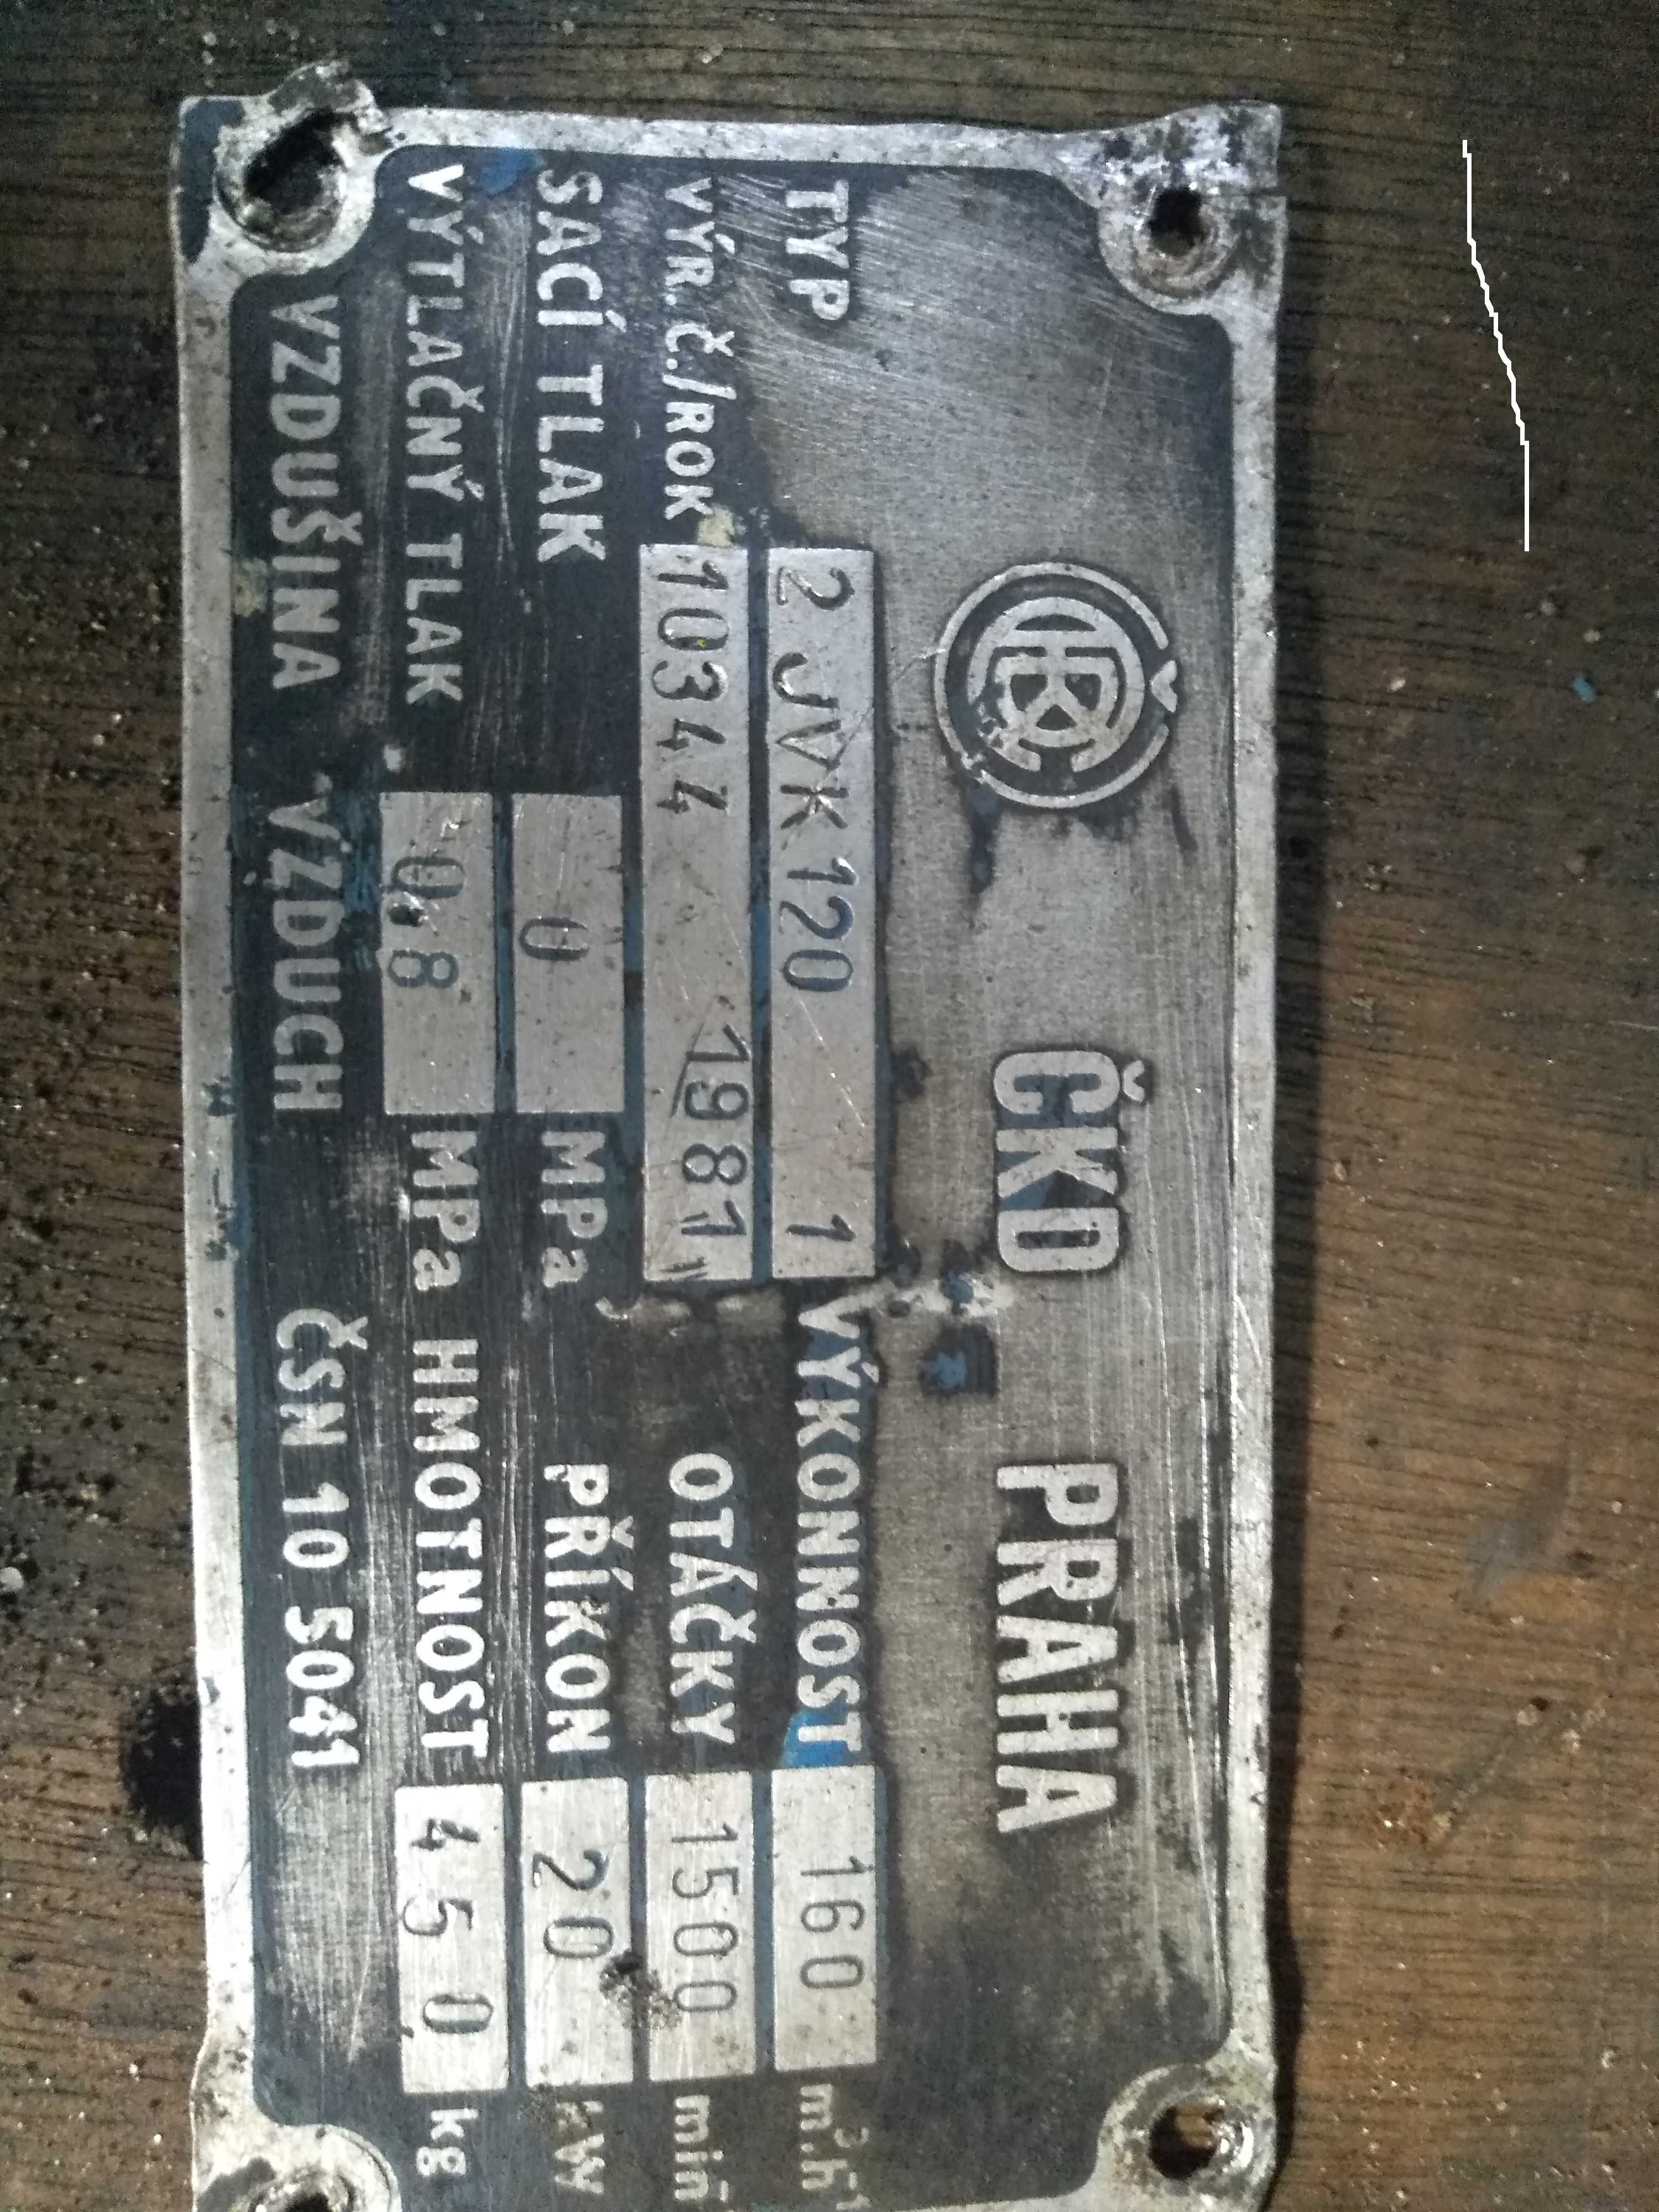 ČKD PRAHA
TYP 2 JVK 120 1 VÝKONNOST 160 m³.h⁻¹
VÝR.Č./ROK 10344 1981 OTÁČKY 1500 min⁻¹
SACÍ TLAK 0 MPa PŘÍKON 20 kW
VÝTLAČNÝ TLAK 0,8 MPa HMOTNOST 450 kg
VZDUŠINA VZDUCH ČSN 10 5041